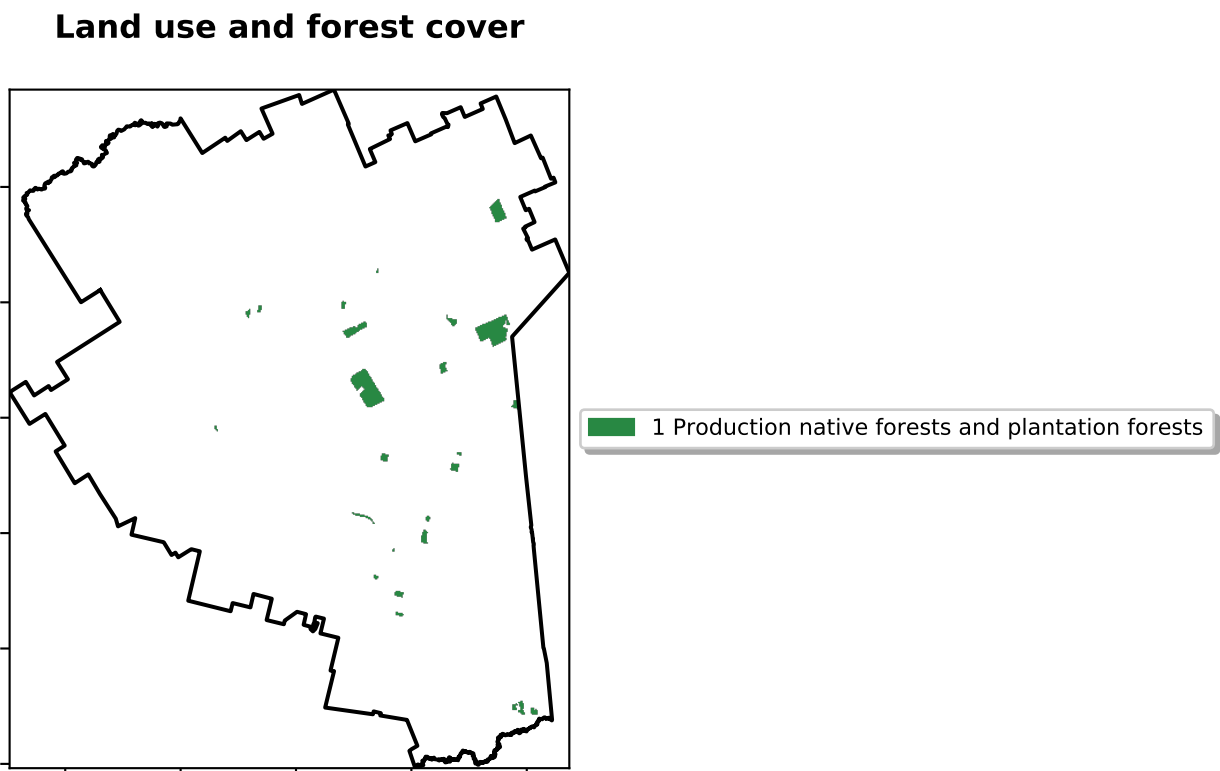 Land use and forest cover
1 Production native forests and plantation forests